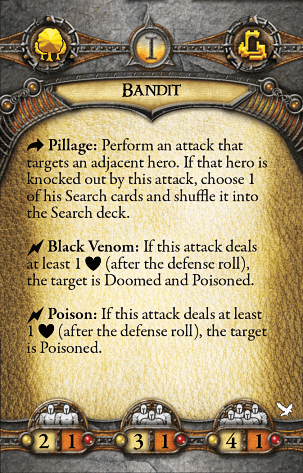 I
BANDIT
Pillage: Perform an attack that
targets an adjacent hero. If that hero is
knocked out by this attack, choose 1
of his Search cards and shuffle it into
the Search deck.
Black Venom: If this attack deals
at least 1 (after the defense roll),
the target is Doomed and Poisoned.
Poison: If this attack deals at least
1 (after the defense roll), the target
is Poisoned.
2 1 3 1 4 1